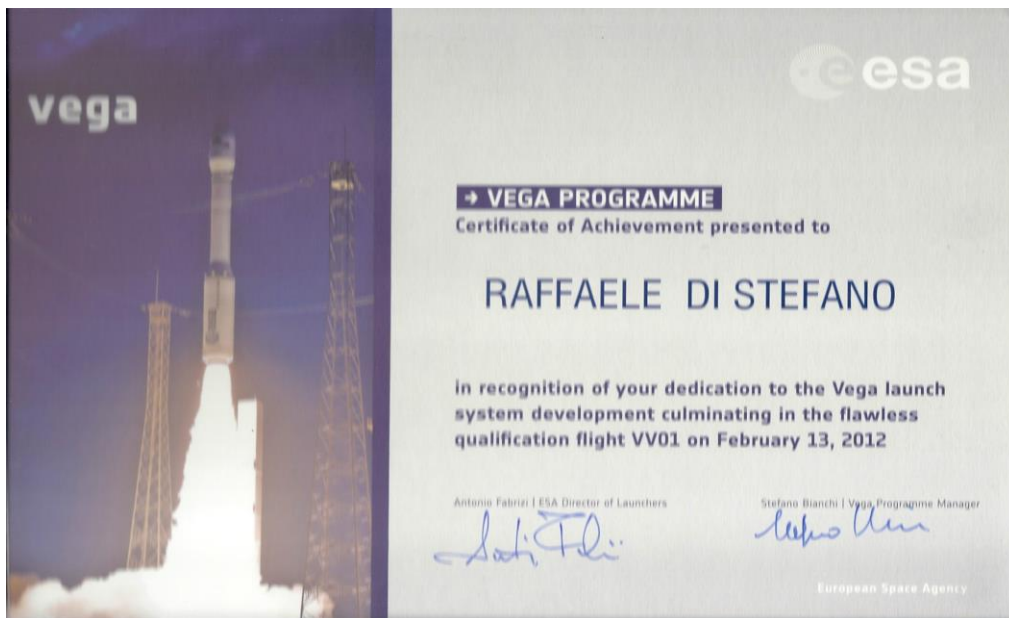 vega
esa
→ VEGA PROGRAMME
Certificate of Achievement presented to
RAFFAELE DI STEFANO
in recognition of your dedication to the Vega launch
system development culminating in the flawless
qualification flight VV01 on February 13, 2012
Antonio Fabrizi | ESA Director of Launchers
Stefano Bianchi | Vega Programme Manager
European Space Agency